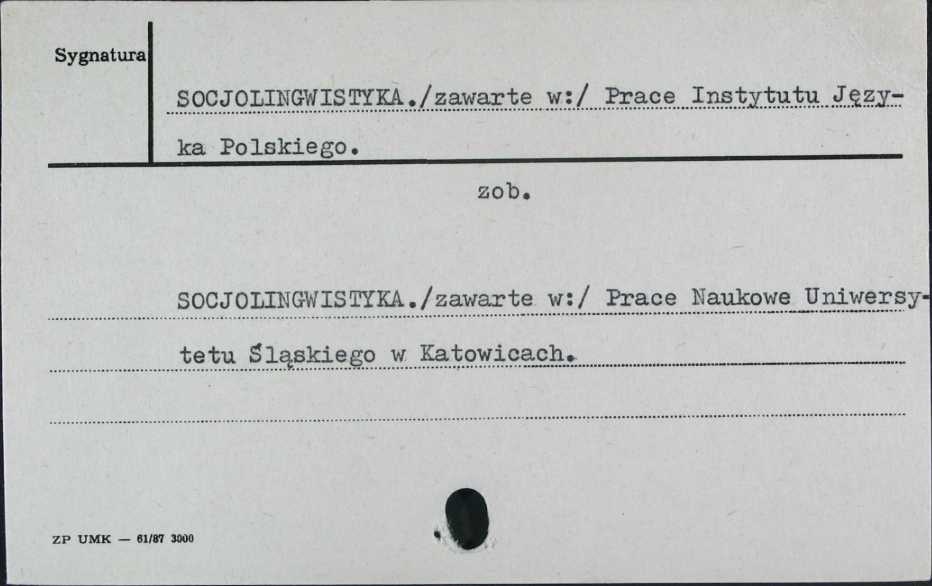 Sygnatura
SOCJOLINGWISTYKA./zawarte w:/ Prace Instytutu Języ-
ka Polskiego.
zob.
SOCJOLINGWISTYKA./zawarte w:/ Prace Naukowe Uniwersy-
tetu Śląskiego w Katowicach.
ZP UMK — 61/87 3000